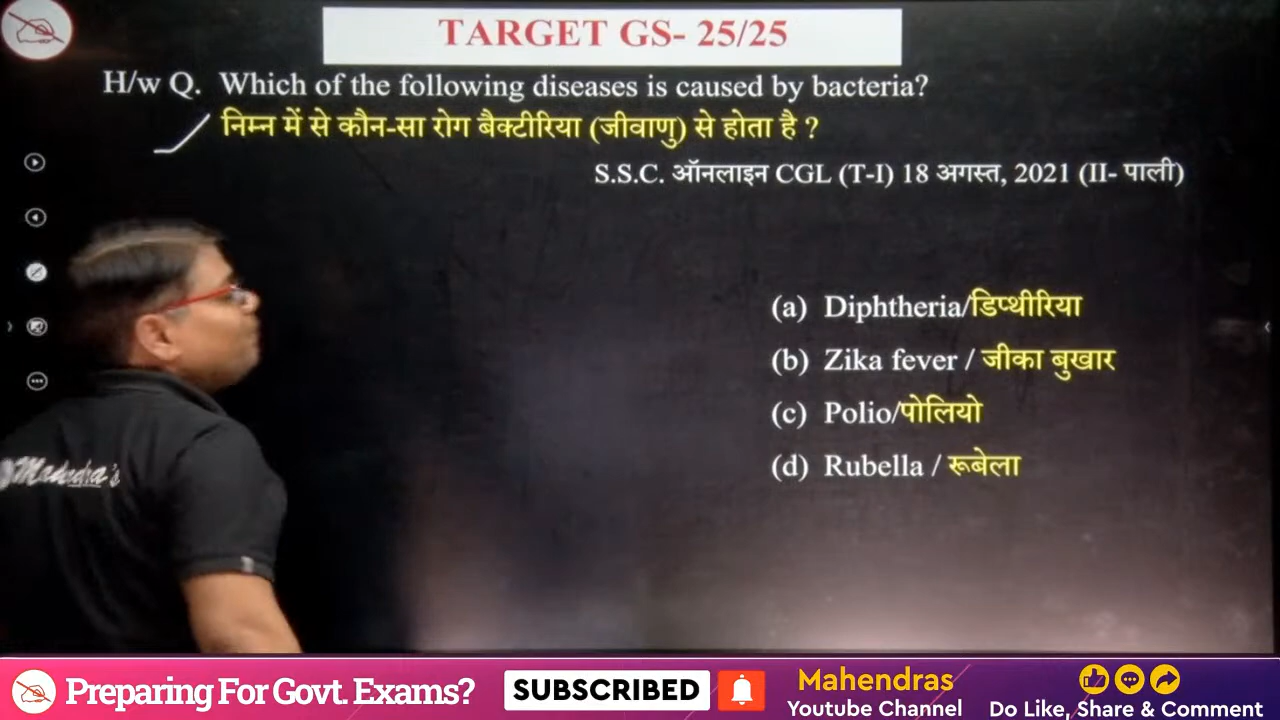 TARGET GS- 25/25
H/w Q. Which of the following diseases is caused by bacteria?
निम्न में से कौन-सा रोग बैक्टीरिया (जीवाणु) से होता है ?
S.S.C. ऑनलाइन CGL (T-I) 18 अगस्त, 2021 (II- पाली)
(a) Diphtheria/डिप्थीरिया
(b) Zika fever / जीका बुखार
(c) Polio/पोलियो
(d) Rubella / रूबेला
Mahendra's
Preparing For Govt. Exams?
SUBSCRIBED
Mahendras
Youtube Channel
Do Like, Share & Comment